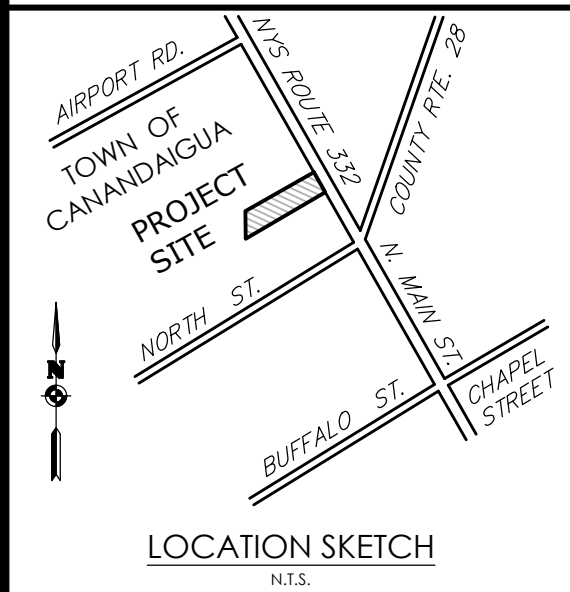 AIRPORT RD.
NYS ROUTE 332
COUNTY RTE. 28
TOWN OF
CANANDAIGUA
PROJECT
SITE
NORTH ST.
N. MAIN ST.
N
BUFFALO ST.
CHAPEL
STREET
LOCATION SKETCH
N.T.S.